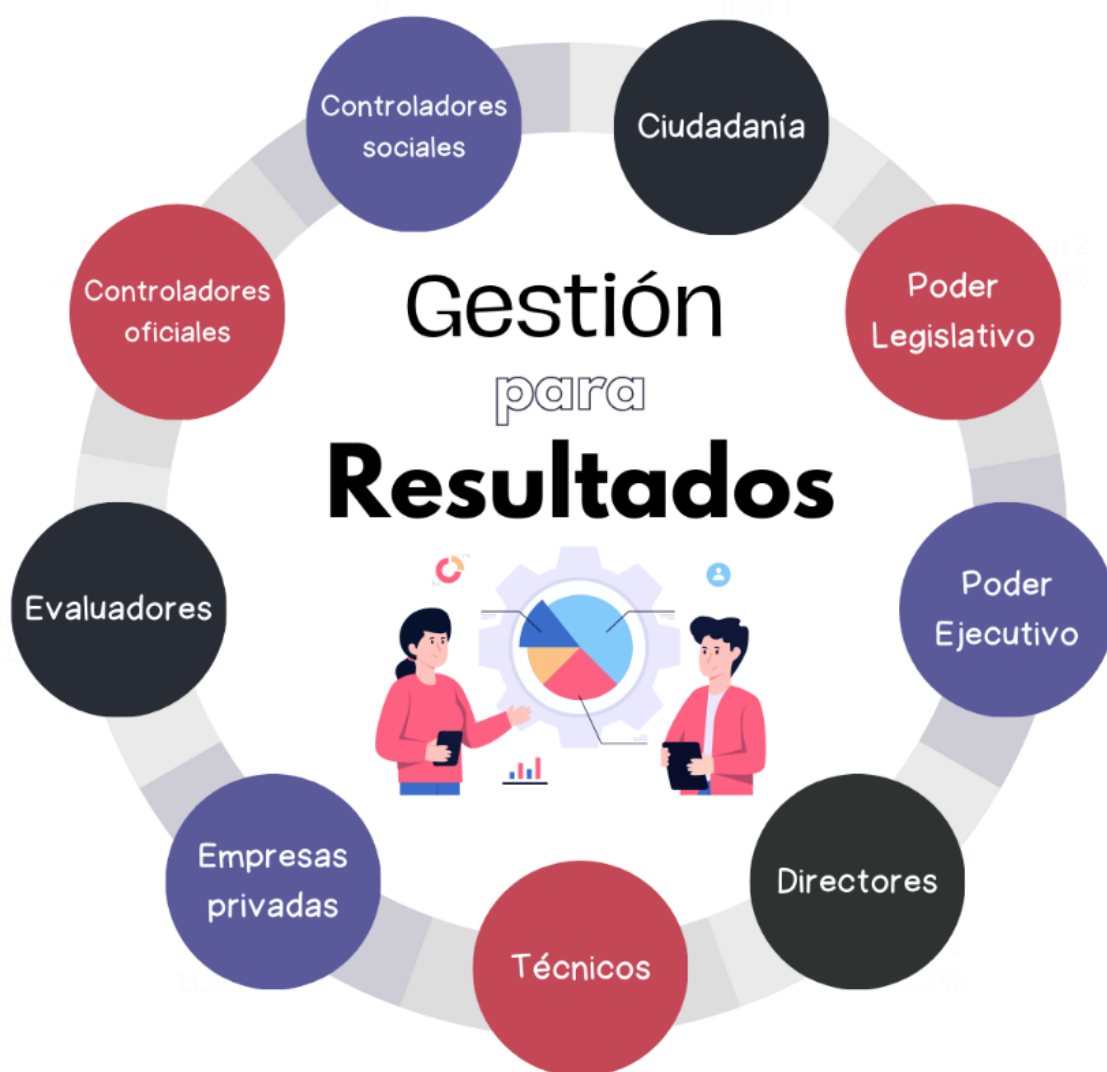 Gestión
para
Resultados
Ciudadanía
Poder
Legislativo
Poder
Ejecutivo
Directores
Técnicos
Empresas
privadas
Evaluadores
Controladores
oficiales
Controladores
sociales